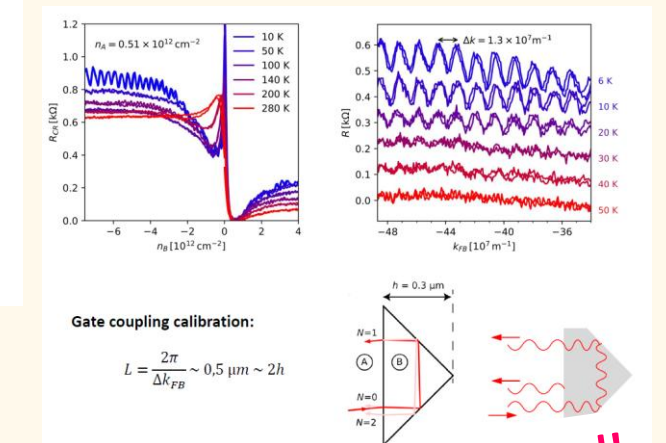 n_A = 0.51 × 10^12 cm^−2
10 K
50 K
100 K
140 K
200 K
280 K
1.2
1.0
0.8
0.6
0.4
0.2
0.0
R_CR [kΩ]
−6 −4 −2 0 2 4
n_B [10^12 cm^−2]
Δk = 1.3 × 10^7 m^−1
0.6
0.5
0.4
0.3
0.2
0.1
0.0
R [kΩ]
6 K
10 K
20 K
30 K
40 K
50 K
−48 −44 −40 −36
k_FB [10^7 m^−1]
Gate coupling calibration:
L = 2π / Δk_FB ~ 0,5 μm ~ 2h
h = 0.3 μm
N=1
A B
N=0
N=2